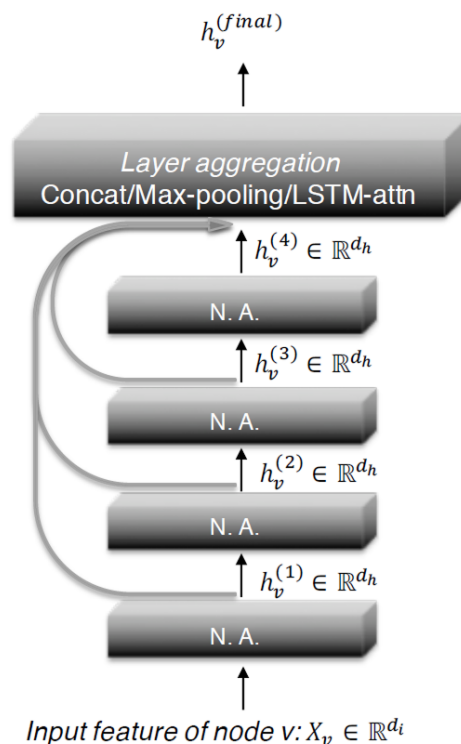 h_v^{(final)}
Layer aggregation
Concat/Max-pooling/LSTM-attn
h_v^{(4)} ∈ ℝ^{d_h}
N. A.
h_v^{(3)} ∈ ℝ^{d_h}
N. A.
h_v^{(2)} ∈ ℝ^{d_h}
N. A.
h_v^{(1)} ∈ ℝ^{d_h}
N. A.
Input feature of node v: X_v ∈ ℝ^{d_i}